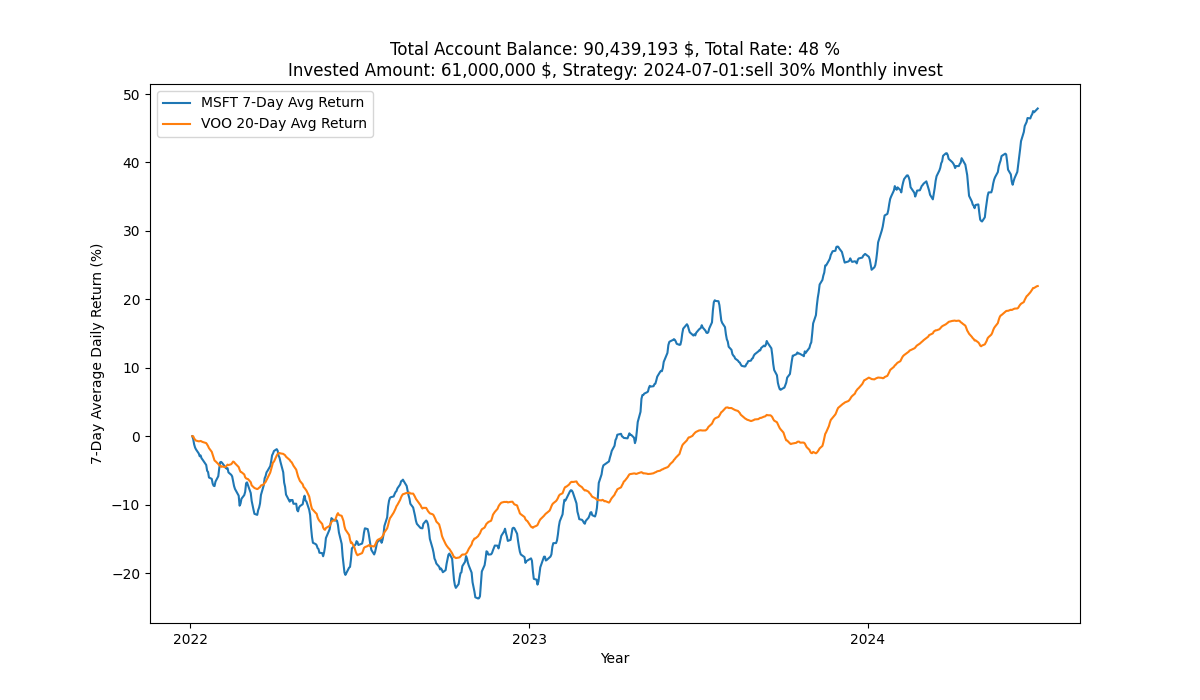 Total Account Balance: 90,439,193 $, Total Rate: 48 %
Invested Amount: 61,000,000 $, Strategy: 2024-07-01:sell 30% Monthly invest
MSFT 7-Day Avg Return
VOO 20-Day Avg Return
7-Day Average Daily Return (%)
50
40
30
20
10
0
−10
−20
2022
2023
2024
Year